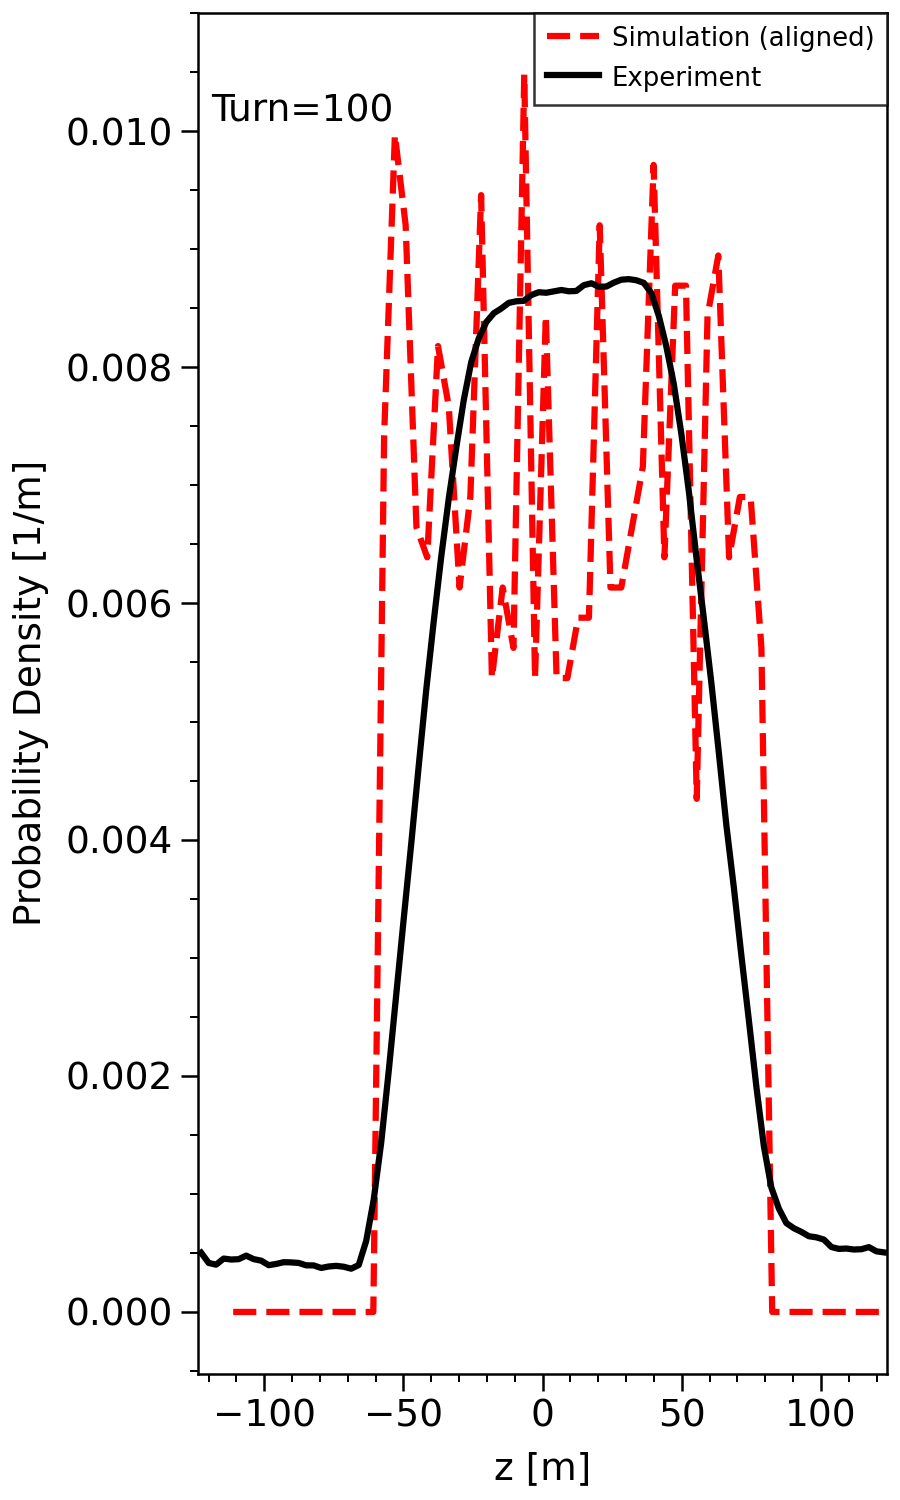 Simulation (aligned)
Experiment
Turn=100
0.010
0.008
0.006
0.004
0.002
0.000
Probability Density [1/m]
−100
−50
0
50
100
z [m]